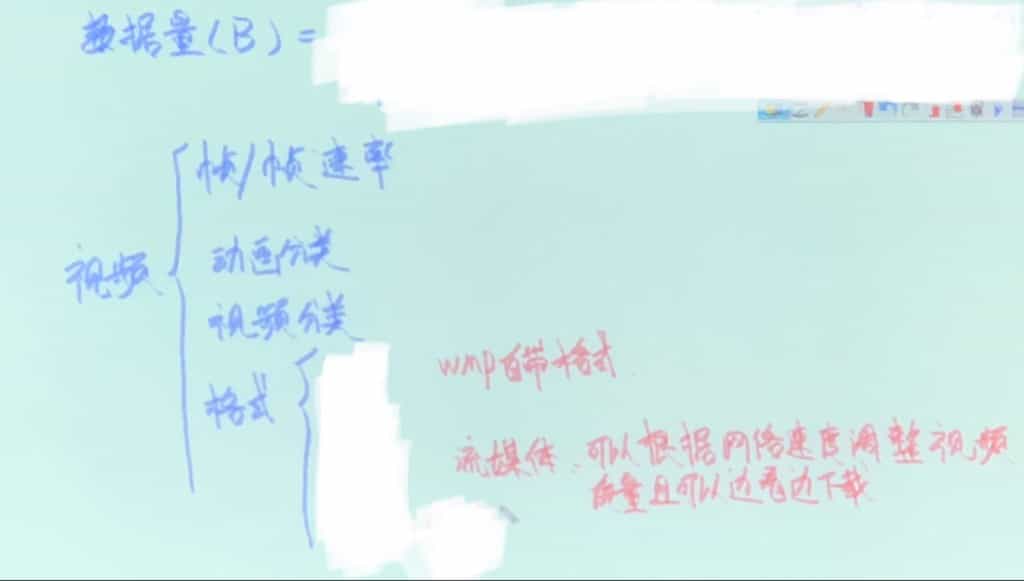 数据量(B)=
视频
帧/帧速率
动画分类
视频分类
格式
wmp自带格式.
流媒体、可以根据网络速度调整视频
质量且可以边看边下载